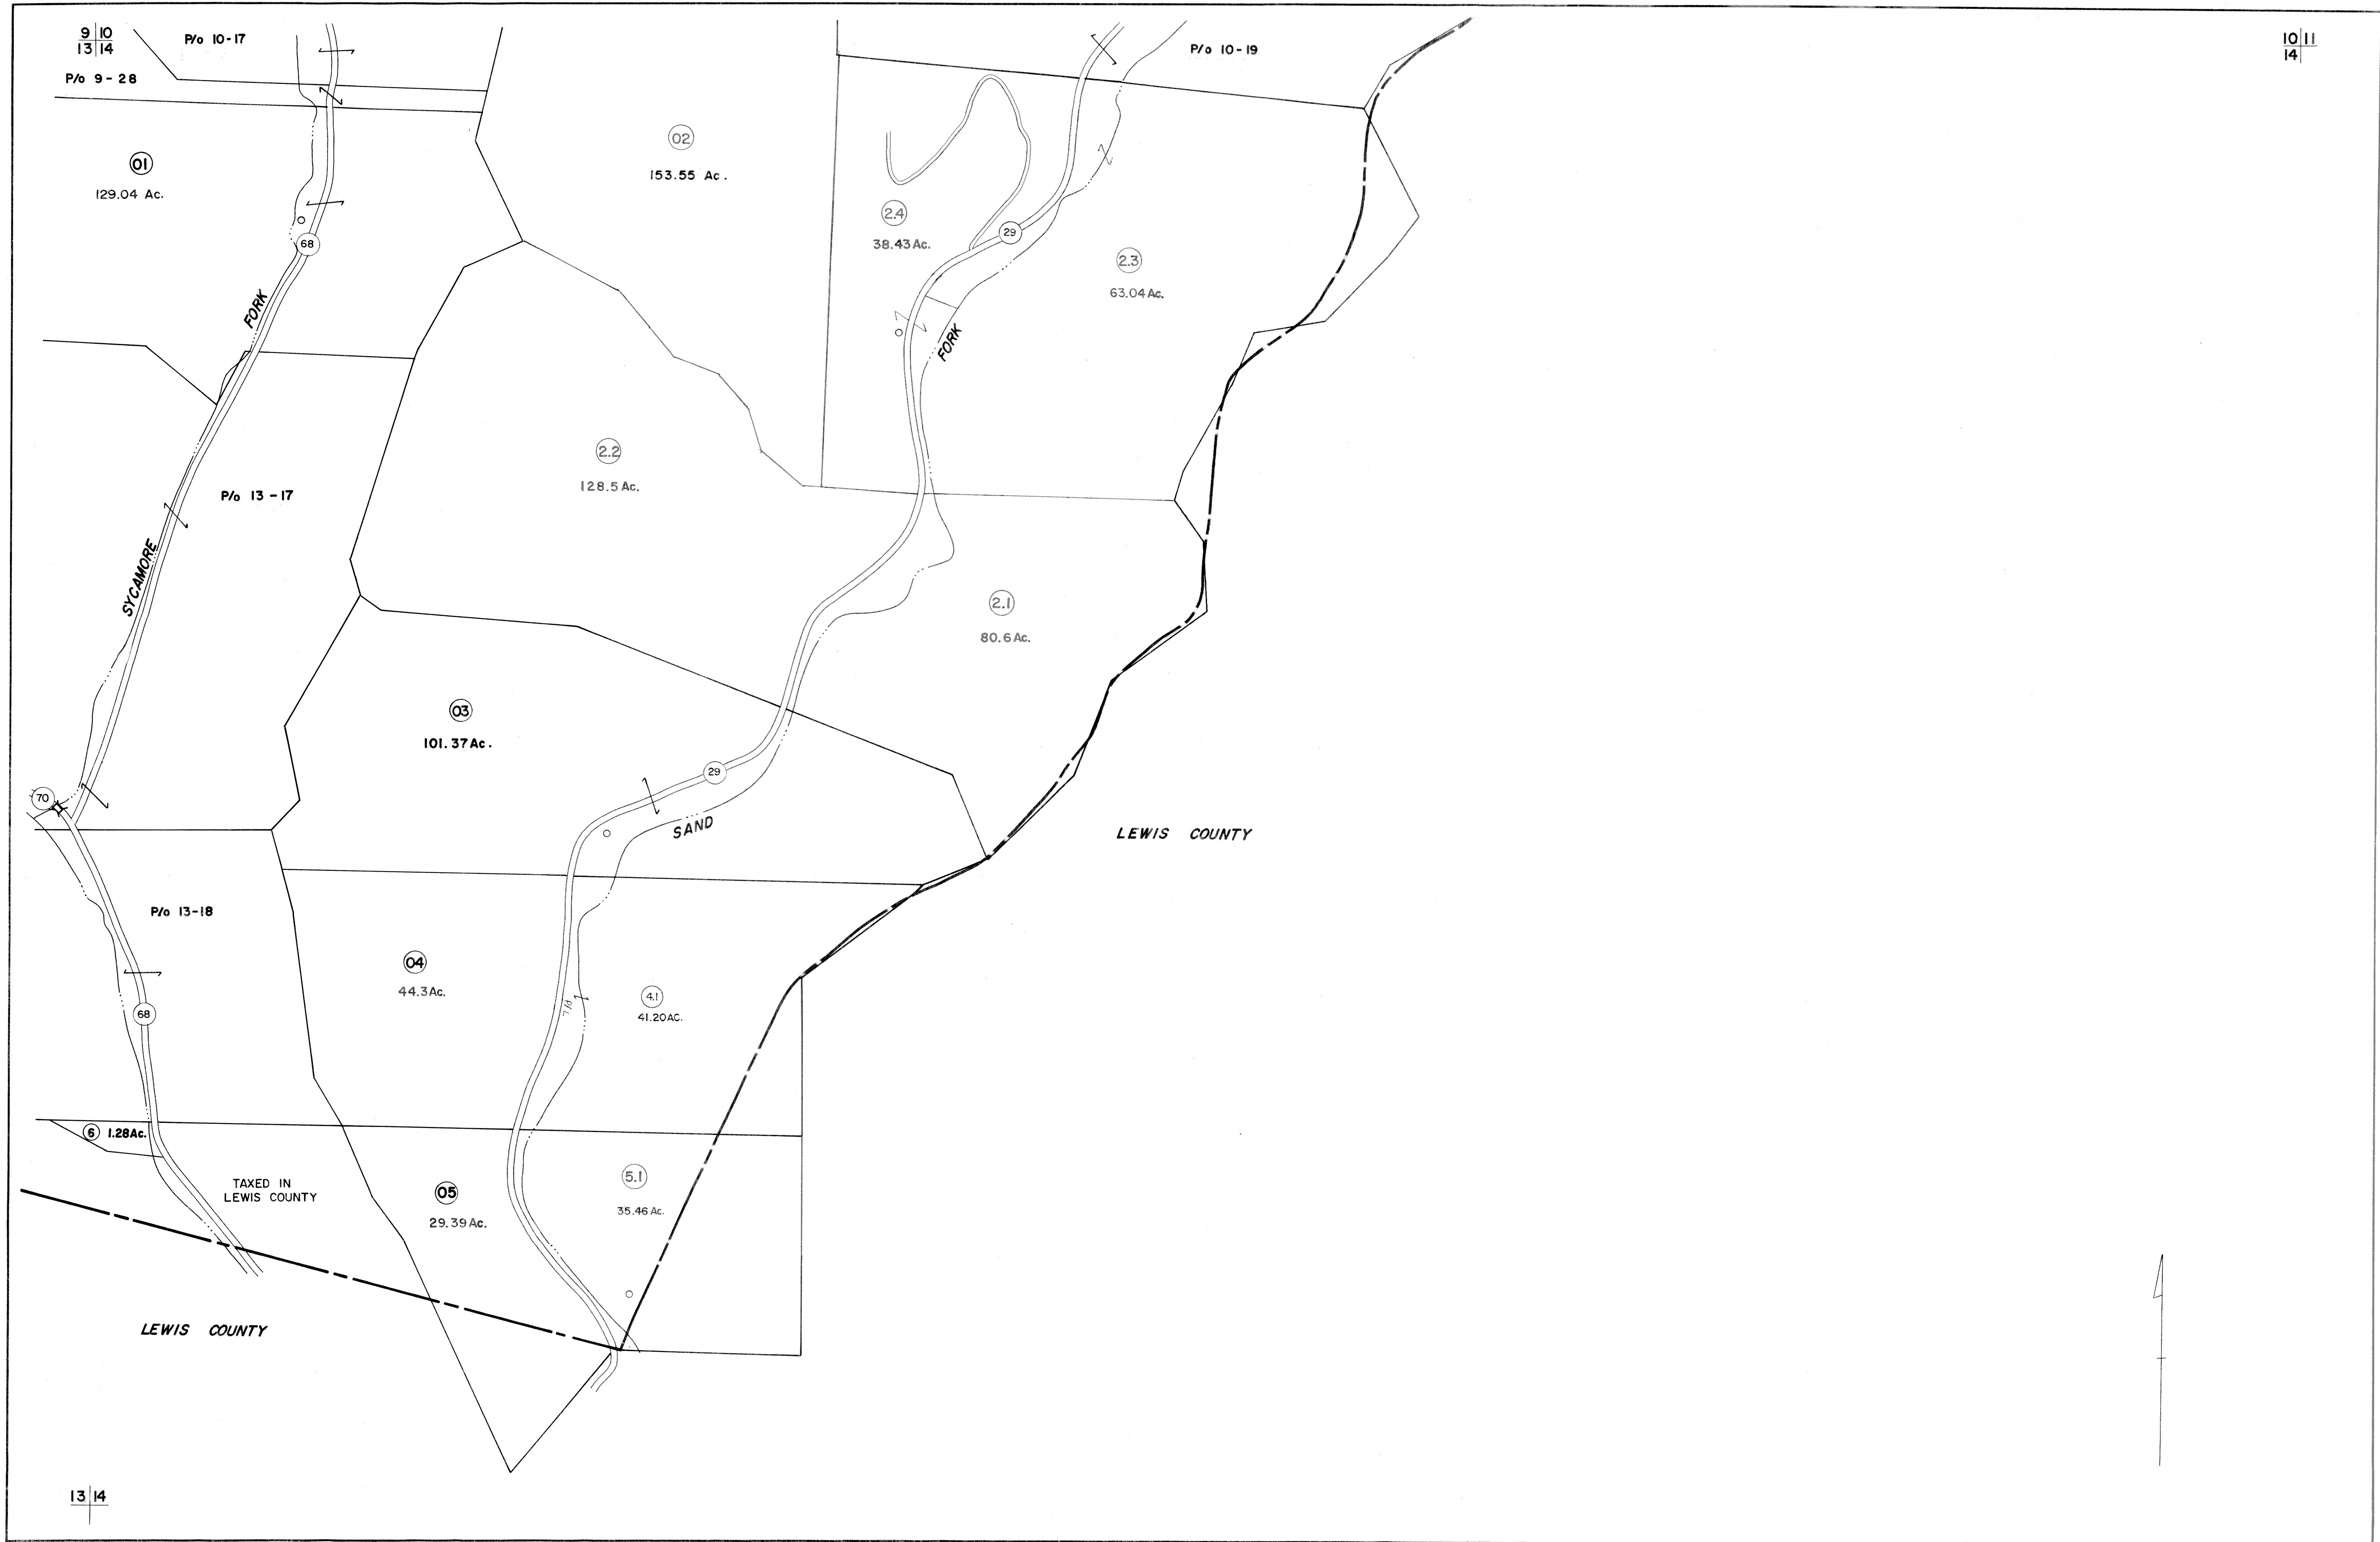 9 10
13 14
P/o 10-17
P/o 9-28
P/o 10-19
10 11
14
01
129.04 Ac.
02
153.55 Ac.
2.4
38.43 Ac.
29
2.3
63.04 Ac.
68
FORK
FORK
2.2
128.5 Ac.
P/o 13-17
SYCAMORE
2.1
80.6 Ac.
03
101.37 Ac.
29
70
SAND
LEWIS COUNTY
P/o 13-18
04
44.3 Ac.
4.1
41.20 AC.
P/L
68
6 1.28 Ac.
TAXED IN
LEWIS COUNTY
05
29.39 Ac.
5.1
35.46 Ac.
LEWIS COUNTY
13 14